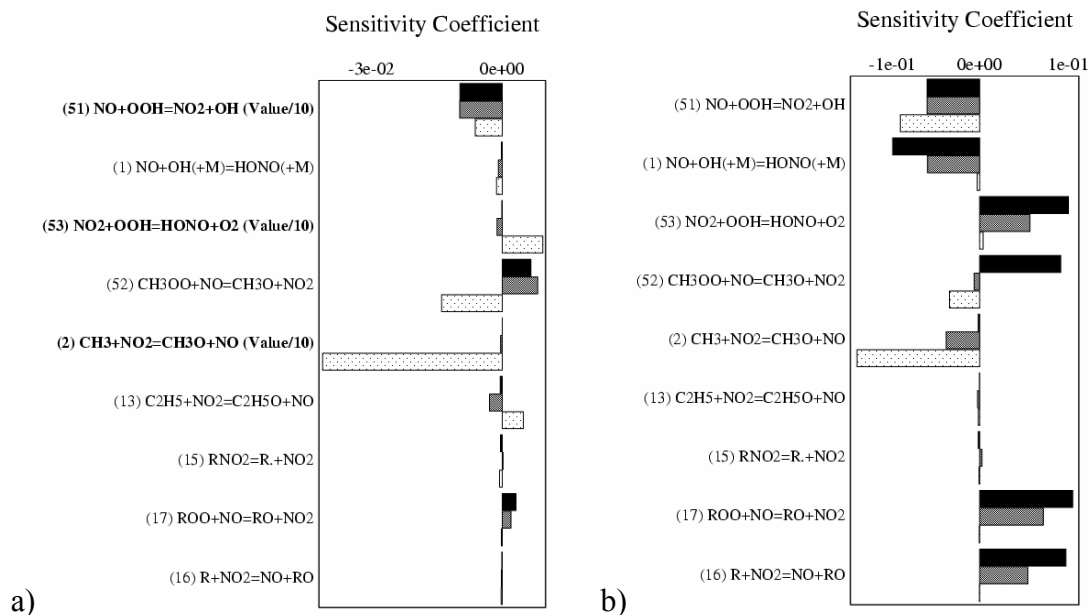 Sensitivity Coefficient
-3e-02 0e+00
(51) NO+OOH=NO2+OH (Value/10)
(1) NO+OH(+M)=HONO(+M)
(53) NO2+OOH=HONO+O2 (Value/10)
(52) CH3OO+NO=CH3O+NO2
(2) CH3+NO2=CH3O+NO (Value/10)
(13) C2H5+NO2=C2H5O+NO
(15) RNO2=R.+NO2
(17) ROO+NO=RO+NO2
(16) R+NO2=NO+RO
a)
Sensitivity Coefficient
-1e-01 0e+00 1e-01
(51) NO+OOH=NO2+OH
(1) NO+OH(+M)=HONO(+M)
(53) NO2+OOH=HONO+O2
(52) CH3OO+NO=CH3O+NO2
(2) CH3+NO2=CH3O+NO
(13) C2H5+NO2=C2H5O+NO
(15) RNO2=R.+NO2
(17) ROO+NO=RO+NO2
(16) R+NO2=NO+RO
b)